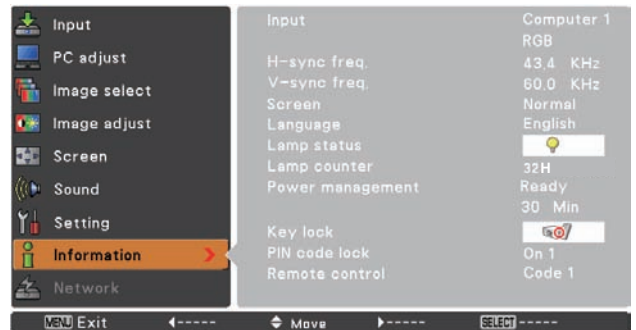 Input
PC adjust
Image select
Image adjust
Screen
Sound
Setting
Information
Network
Input Computer 1
RGB
H-sync freq. 43.4 KHz
V-sync freq. 60.0 KHz
Screen Normal
Language English
Lamp status
Lamp counter 32H
Power management Ready
30 Min
Key lock
PIN code lock On 1
Remote control Code 1
MENU Exit ◄----- Move ►----- SELECT -----